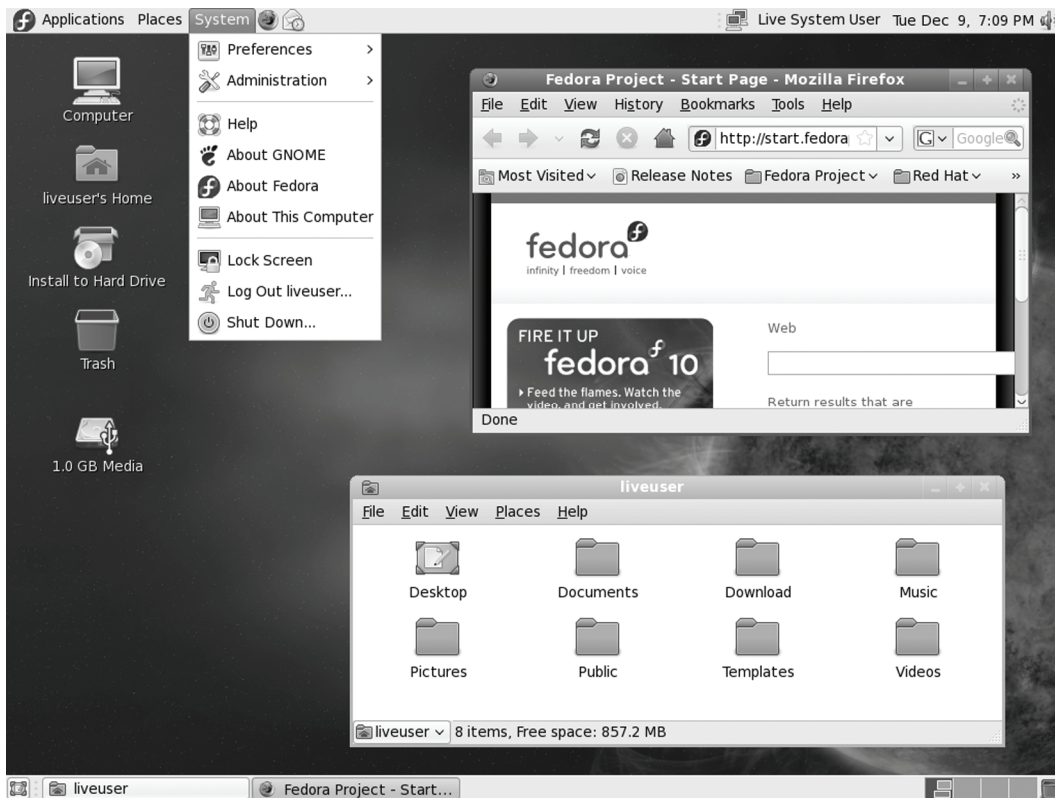 Applications Places System
Live System User Tue Dec 9, 7:09 PM
Computer
liveuser's Home
Install to Hard Drive
Trash
1.0 GB Media
Preferences
Administration
Help
About GNOME
About Fedora
About This Computer
Lock Screen
Log Out liveuser...
Shut Down...
Fedora Project - Start Page - Mozilla Firefox
File Edit View History Bookmarks Tools Help
http://start.fedora
G Google
Most Visited Release Notes Fedora Project Red Hat »
fedora
infinity | freedom | voice
FIRE IT UP
fedora 10
Feed the flames. Watch the
video, and get involved.
Web
Return results that are
Done
liveuser
File Edit View Places Help
Desktop Documents Download Music
Pictures Public Templates Videos
liveuser 8 items, Free space: 857.2 MB
liveuser Fedora Project - Start...